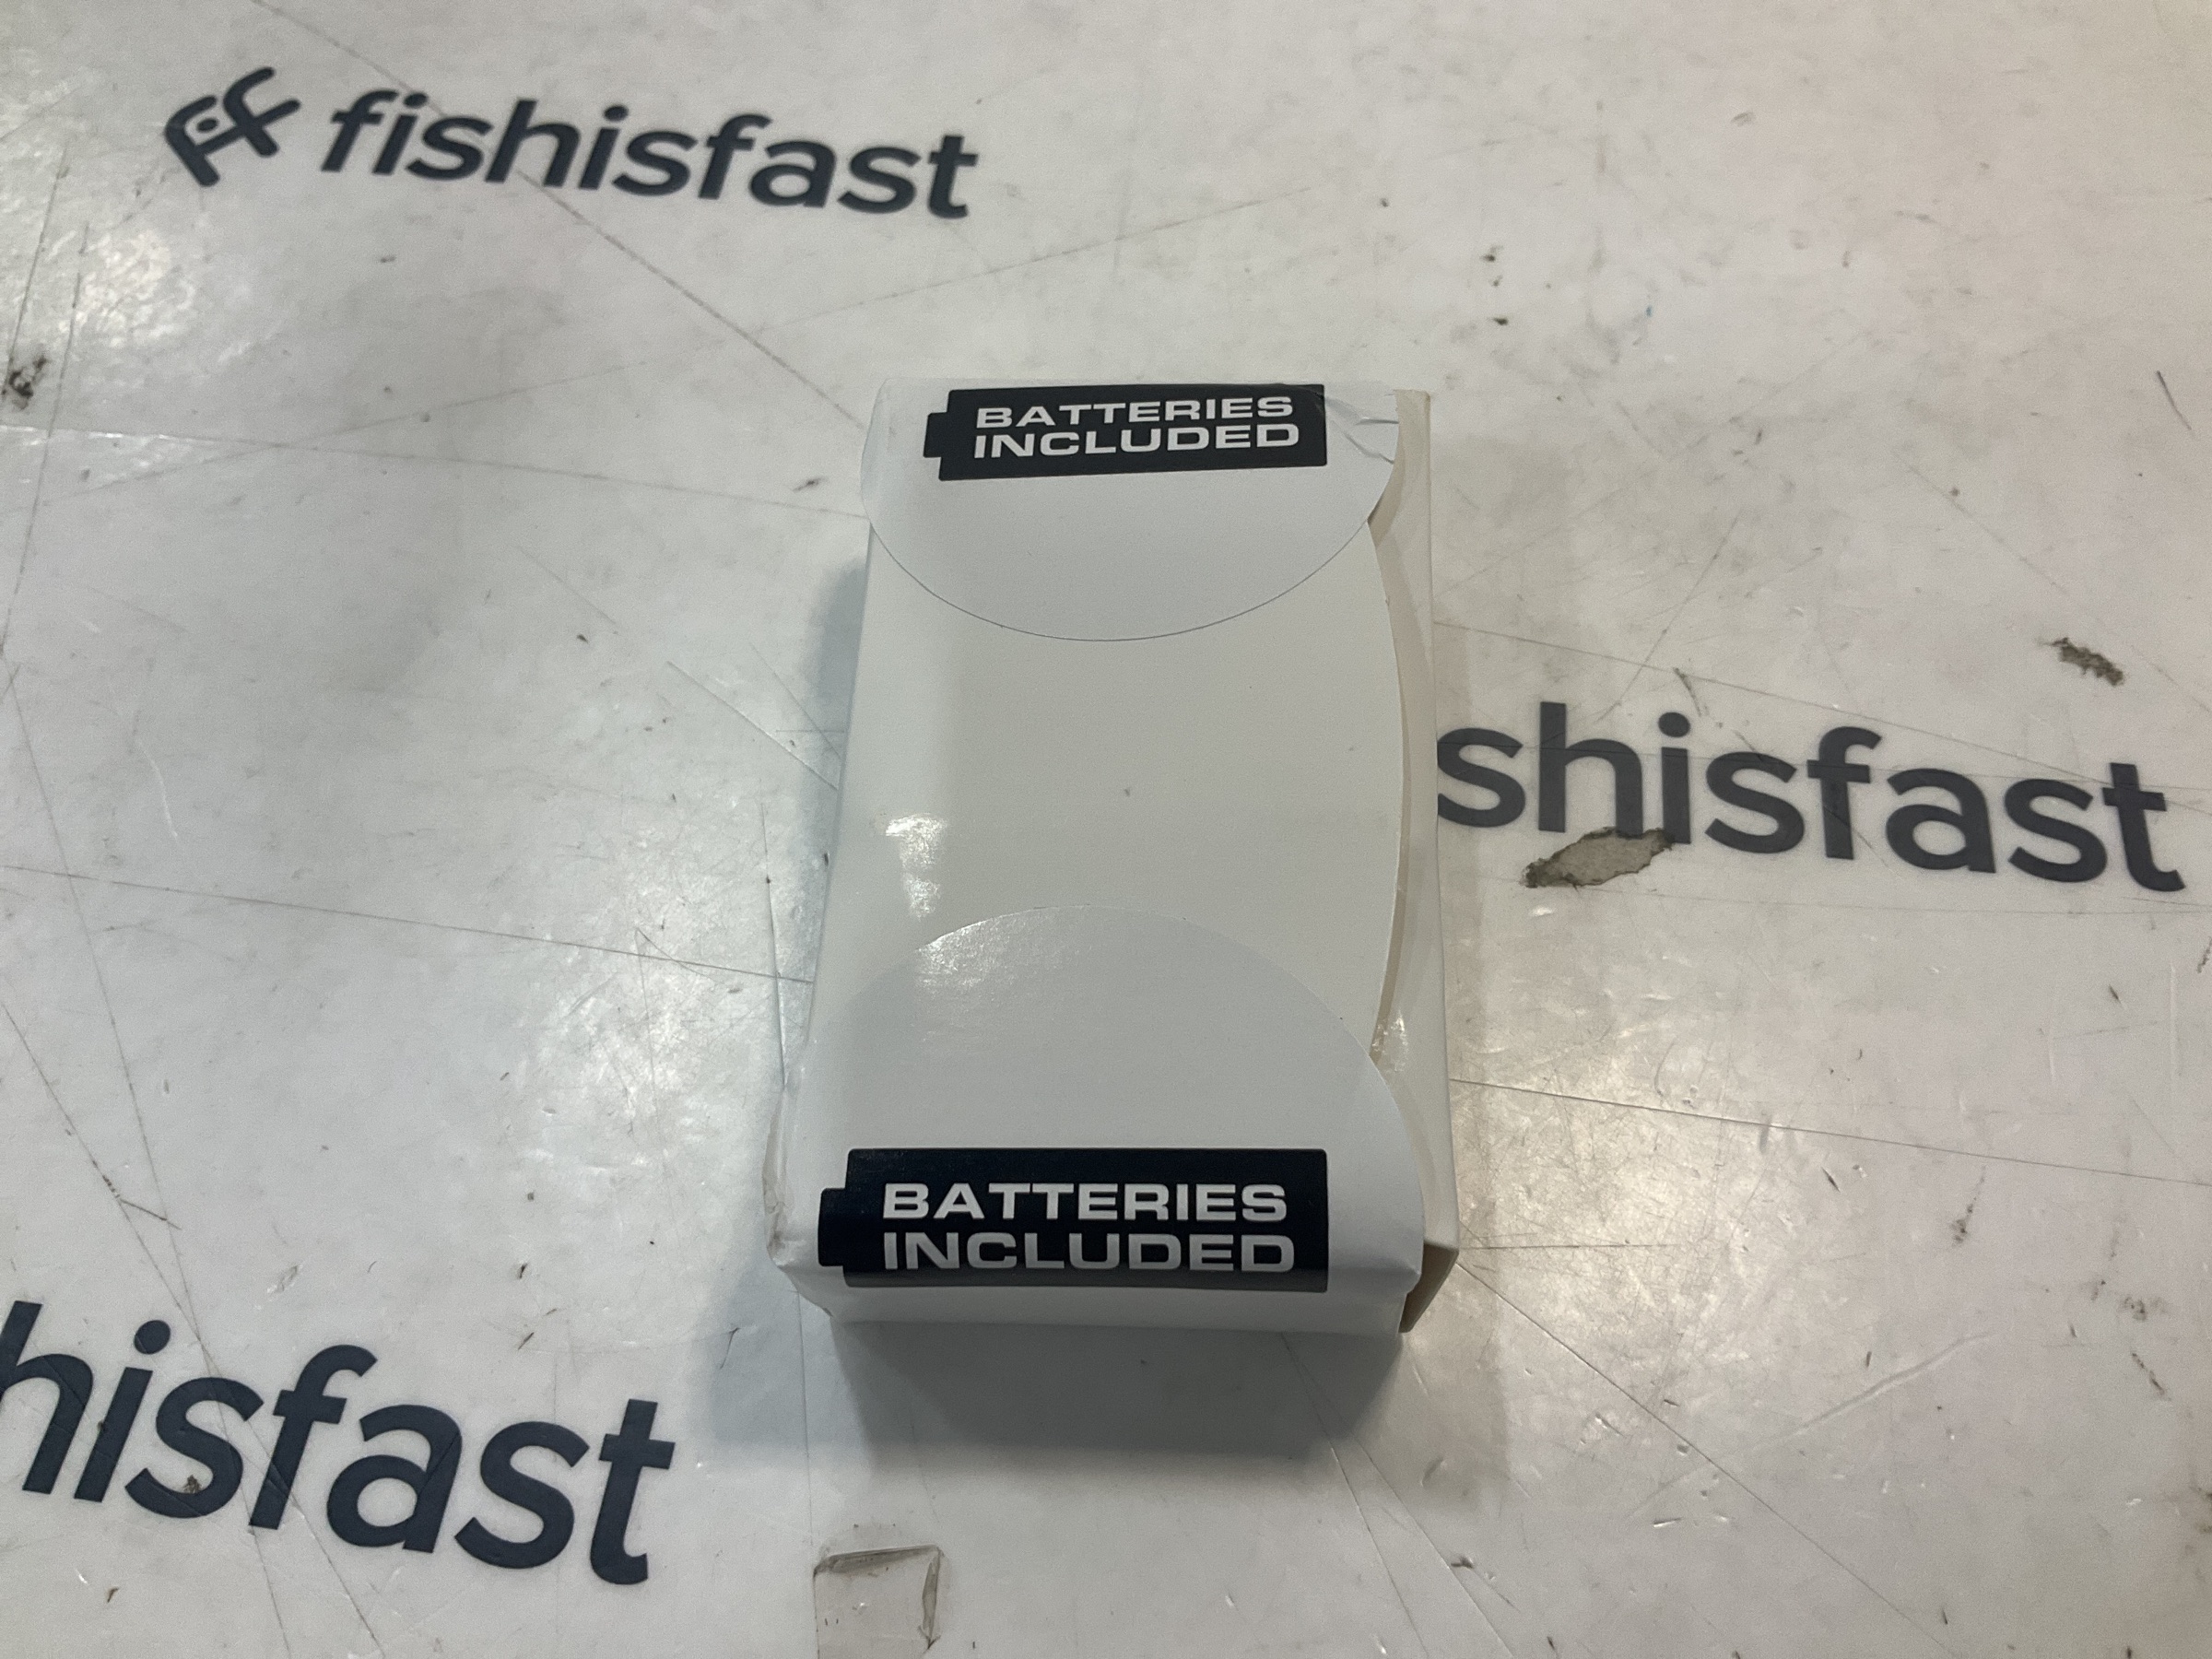 fishisfast
BATTERIES
INCLUDED
shisfast
BATTERIES
INCLUDED
hisfast